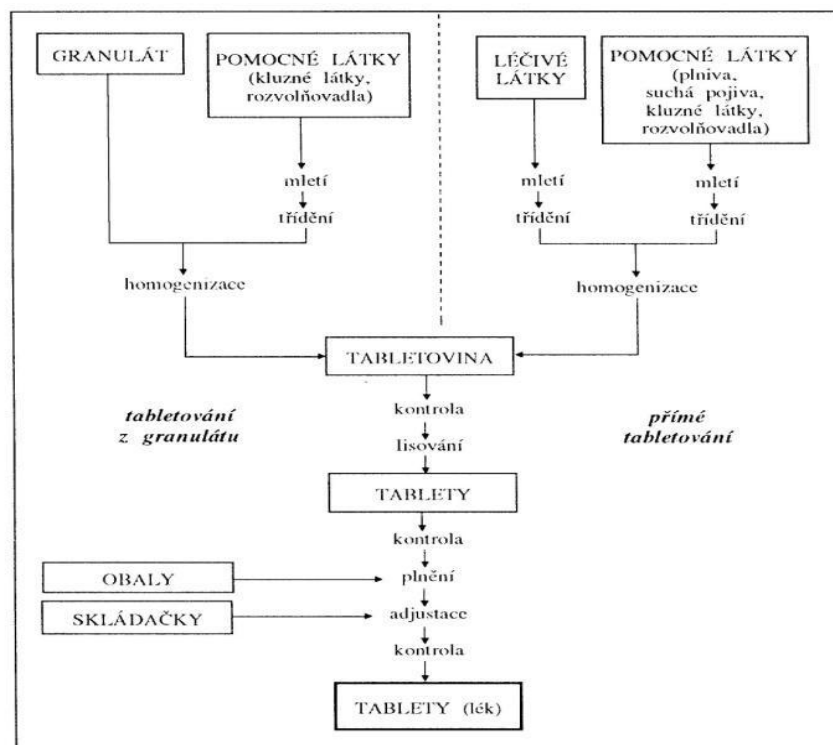 GRANULÁT
POMOCNÉ LÁTKY
(kluzné látky,
rozvolňovadla)
mletí
třídění
homogenizace
LÉČIVÉ
LÁTKY
POMOCNÉ LÁTKY
(plniva,
suchá pojiva,
kluzné látky,
rozvolňovadla)
mletí
mletí
třídění
třídění
homogenizace
TABLETOVINA
tabletování
z granulátu
kontrola
lisování
přímé
tabletování
TABLETY
kontrola
OBALY
plnění
SKLÁDAČKY
adjustace
kontrola
TABLETY (lék)